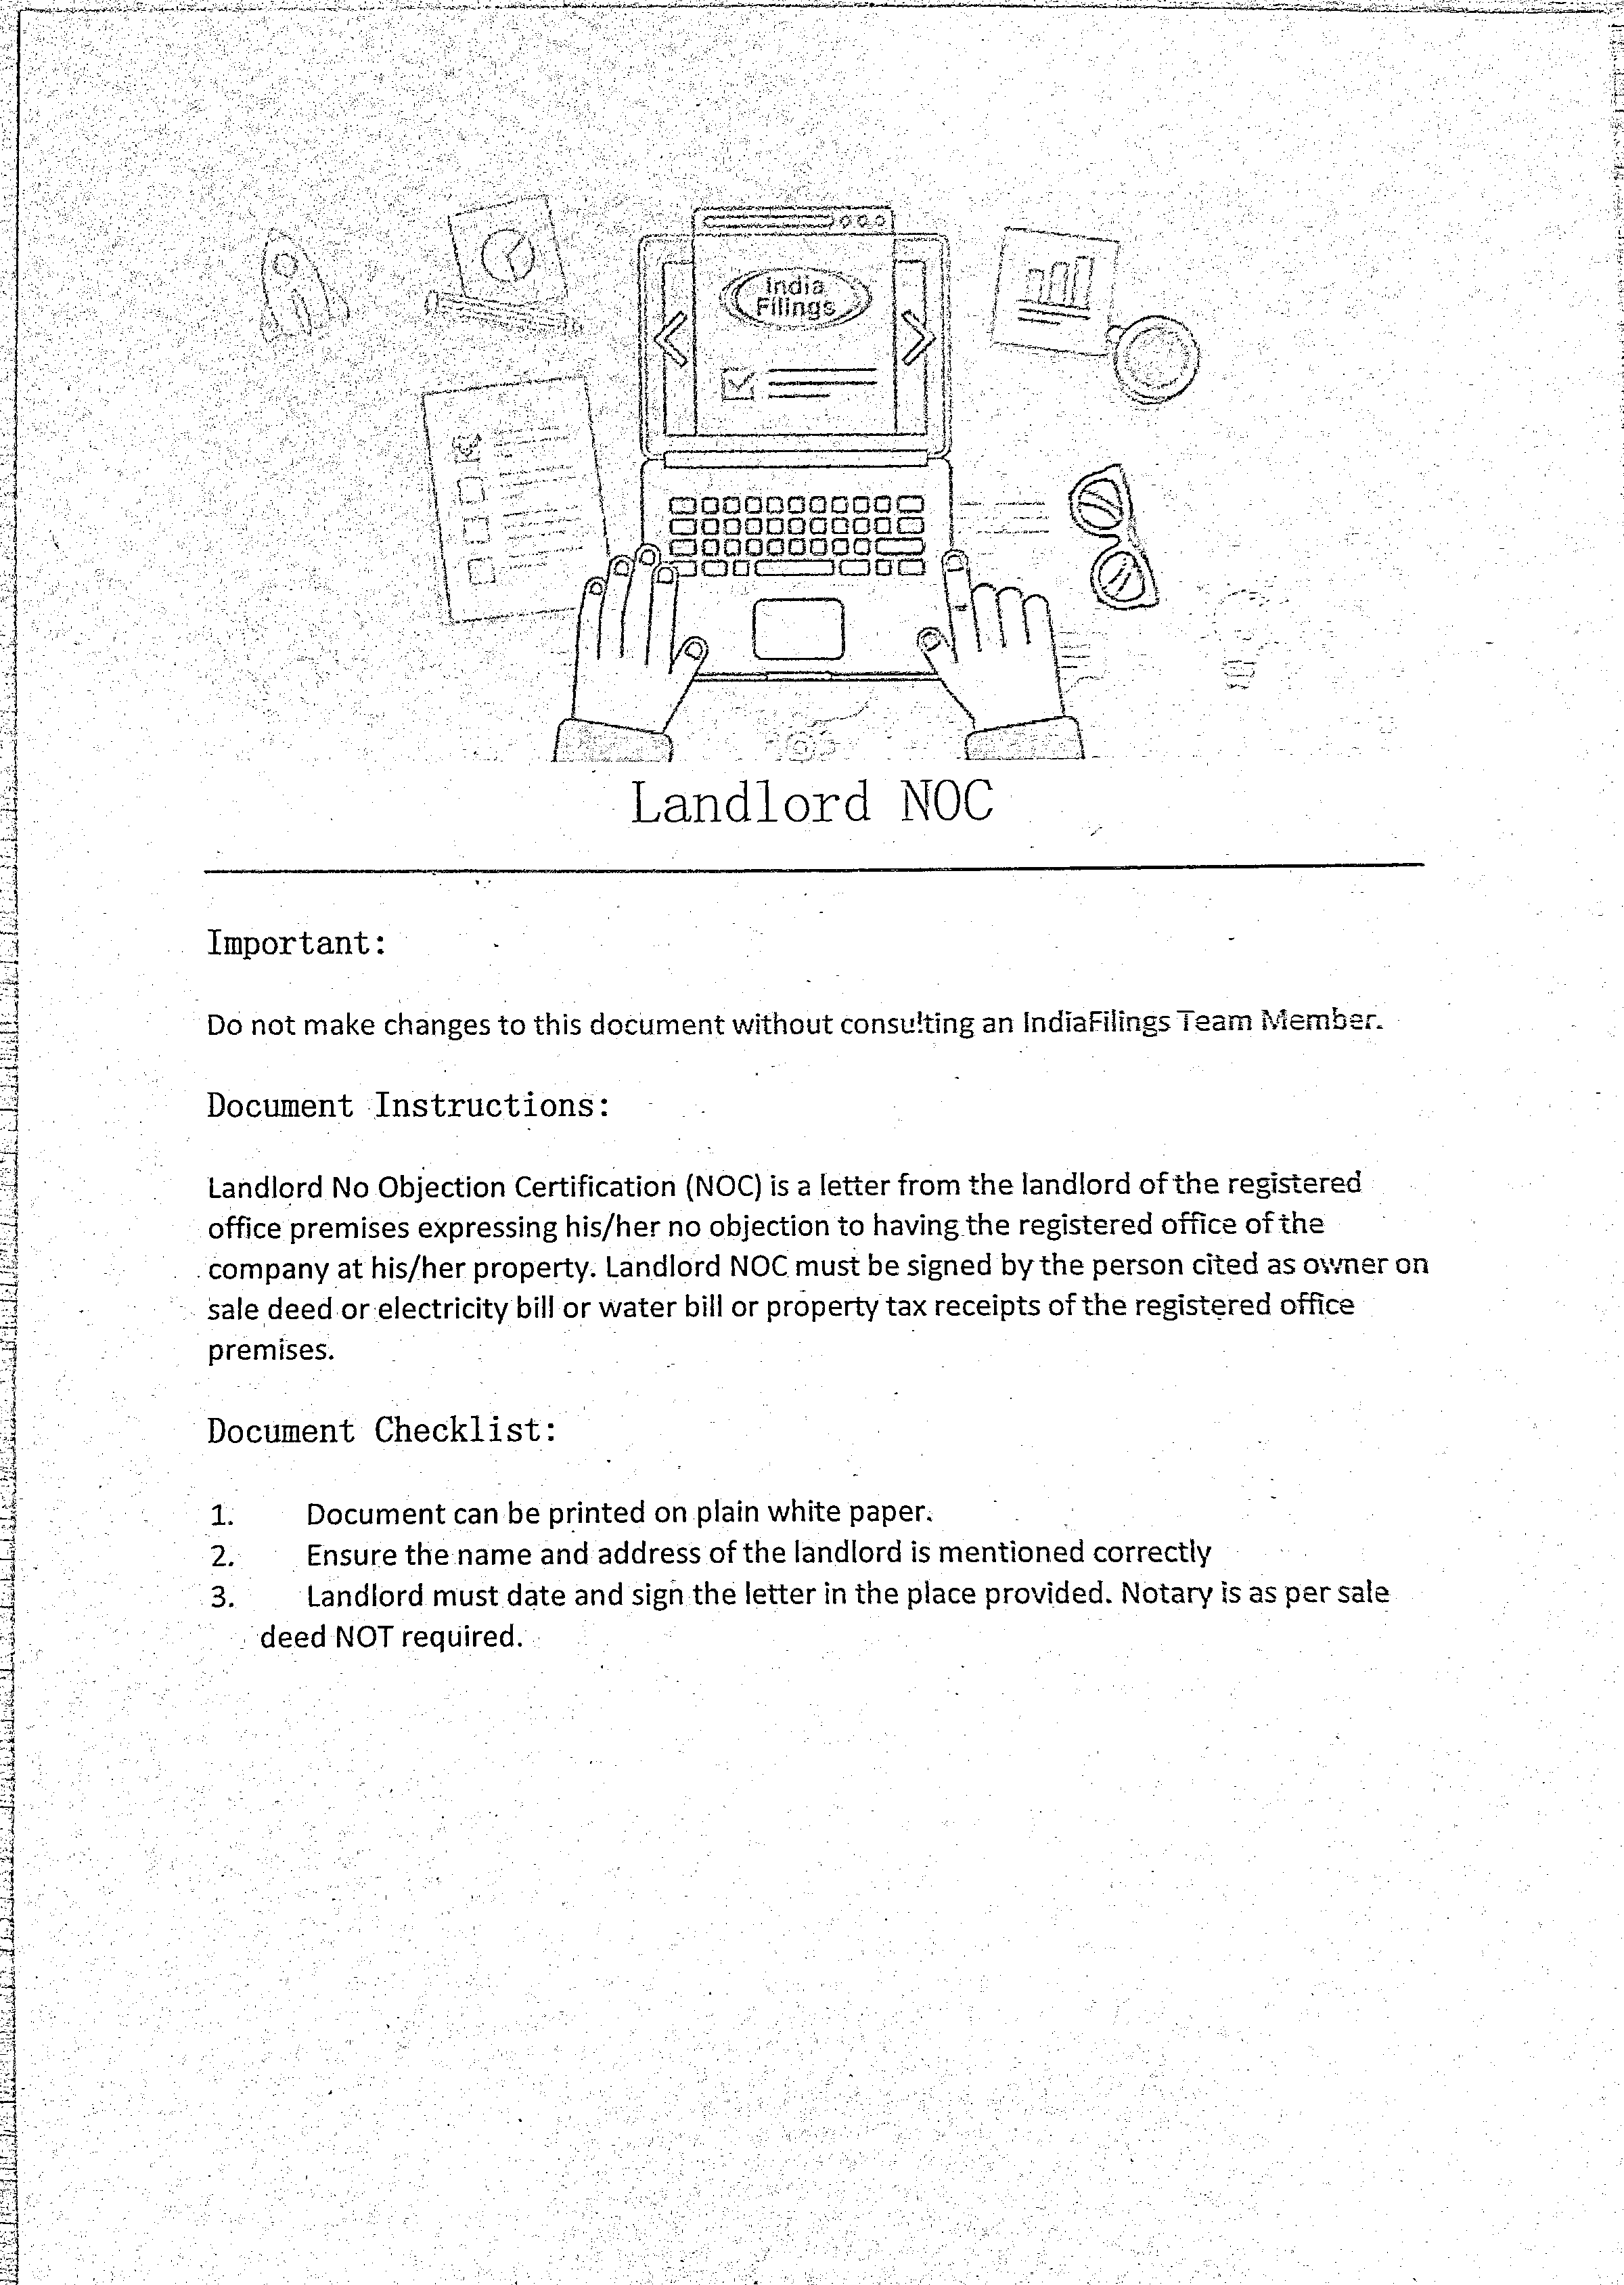 India
Filings
Landlord NOC
Important:
Do not make changes to this document without consulting an IndiaFilings Team Member.
Document Instructions:
Landlord No Objection Certification (NOC) is a letter from the landlord of the registered
office premises expressing his/her no objection to having the registered office of the
company at his/her property. Landlord NOC must be signed by the person cited as owner on
sale deed or electricity bill or water bill or property tax receipts of the registered office
premises.
Document Checklist:
1. Document can be printed on plain white paper.
2. Ensure the name and address of the landlord is mentioned correctly
3. Landlord must date and sign the letter in the place provided. Notary is as per sale
deed NOT required.